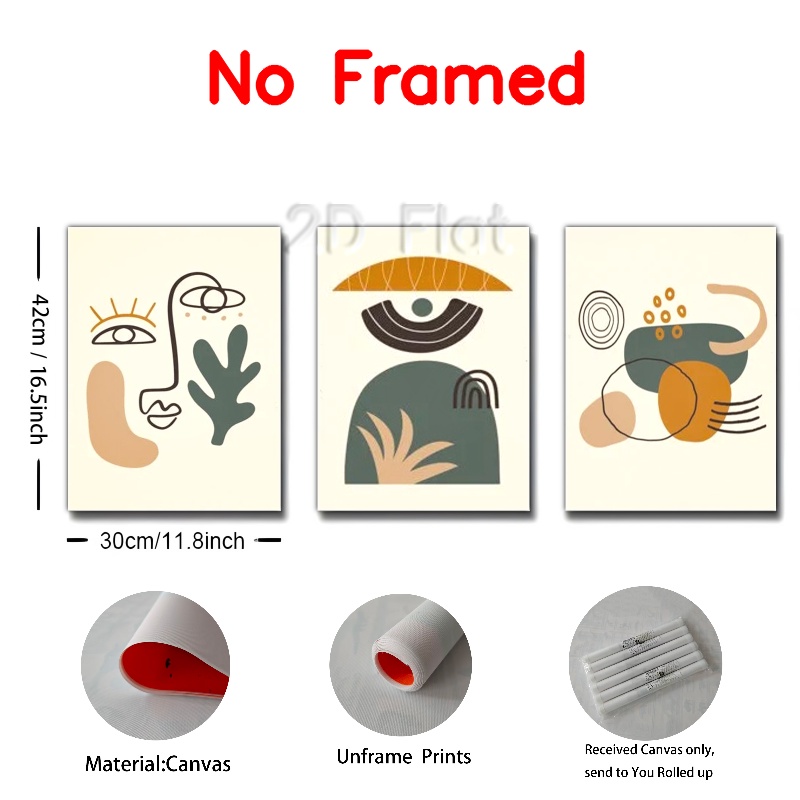 No Framed
2D Flat
42cm / 16.5inch
30cm/11.8inch
Material:Canvas
Unframe Prints
Received Canvas only,
send to You Rolled up